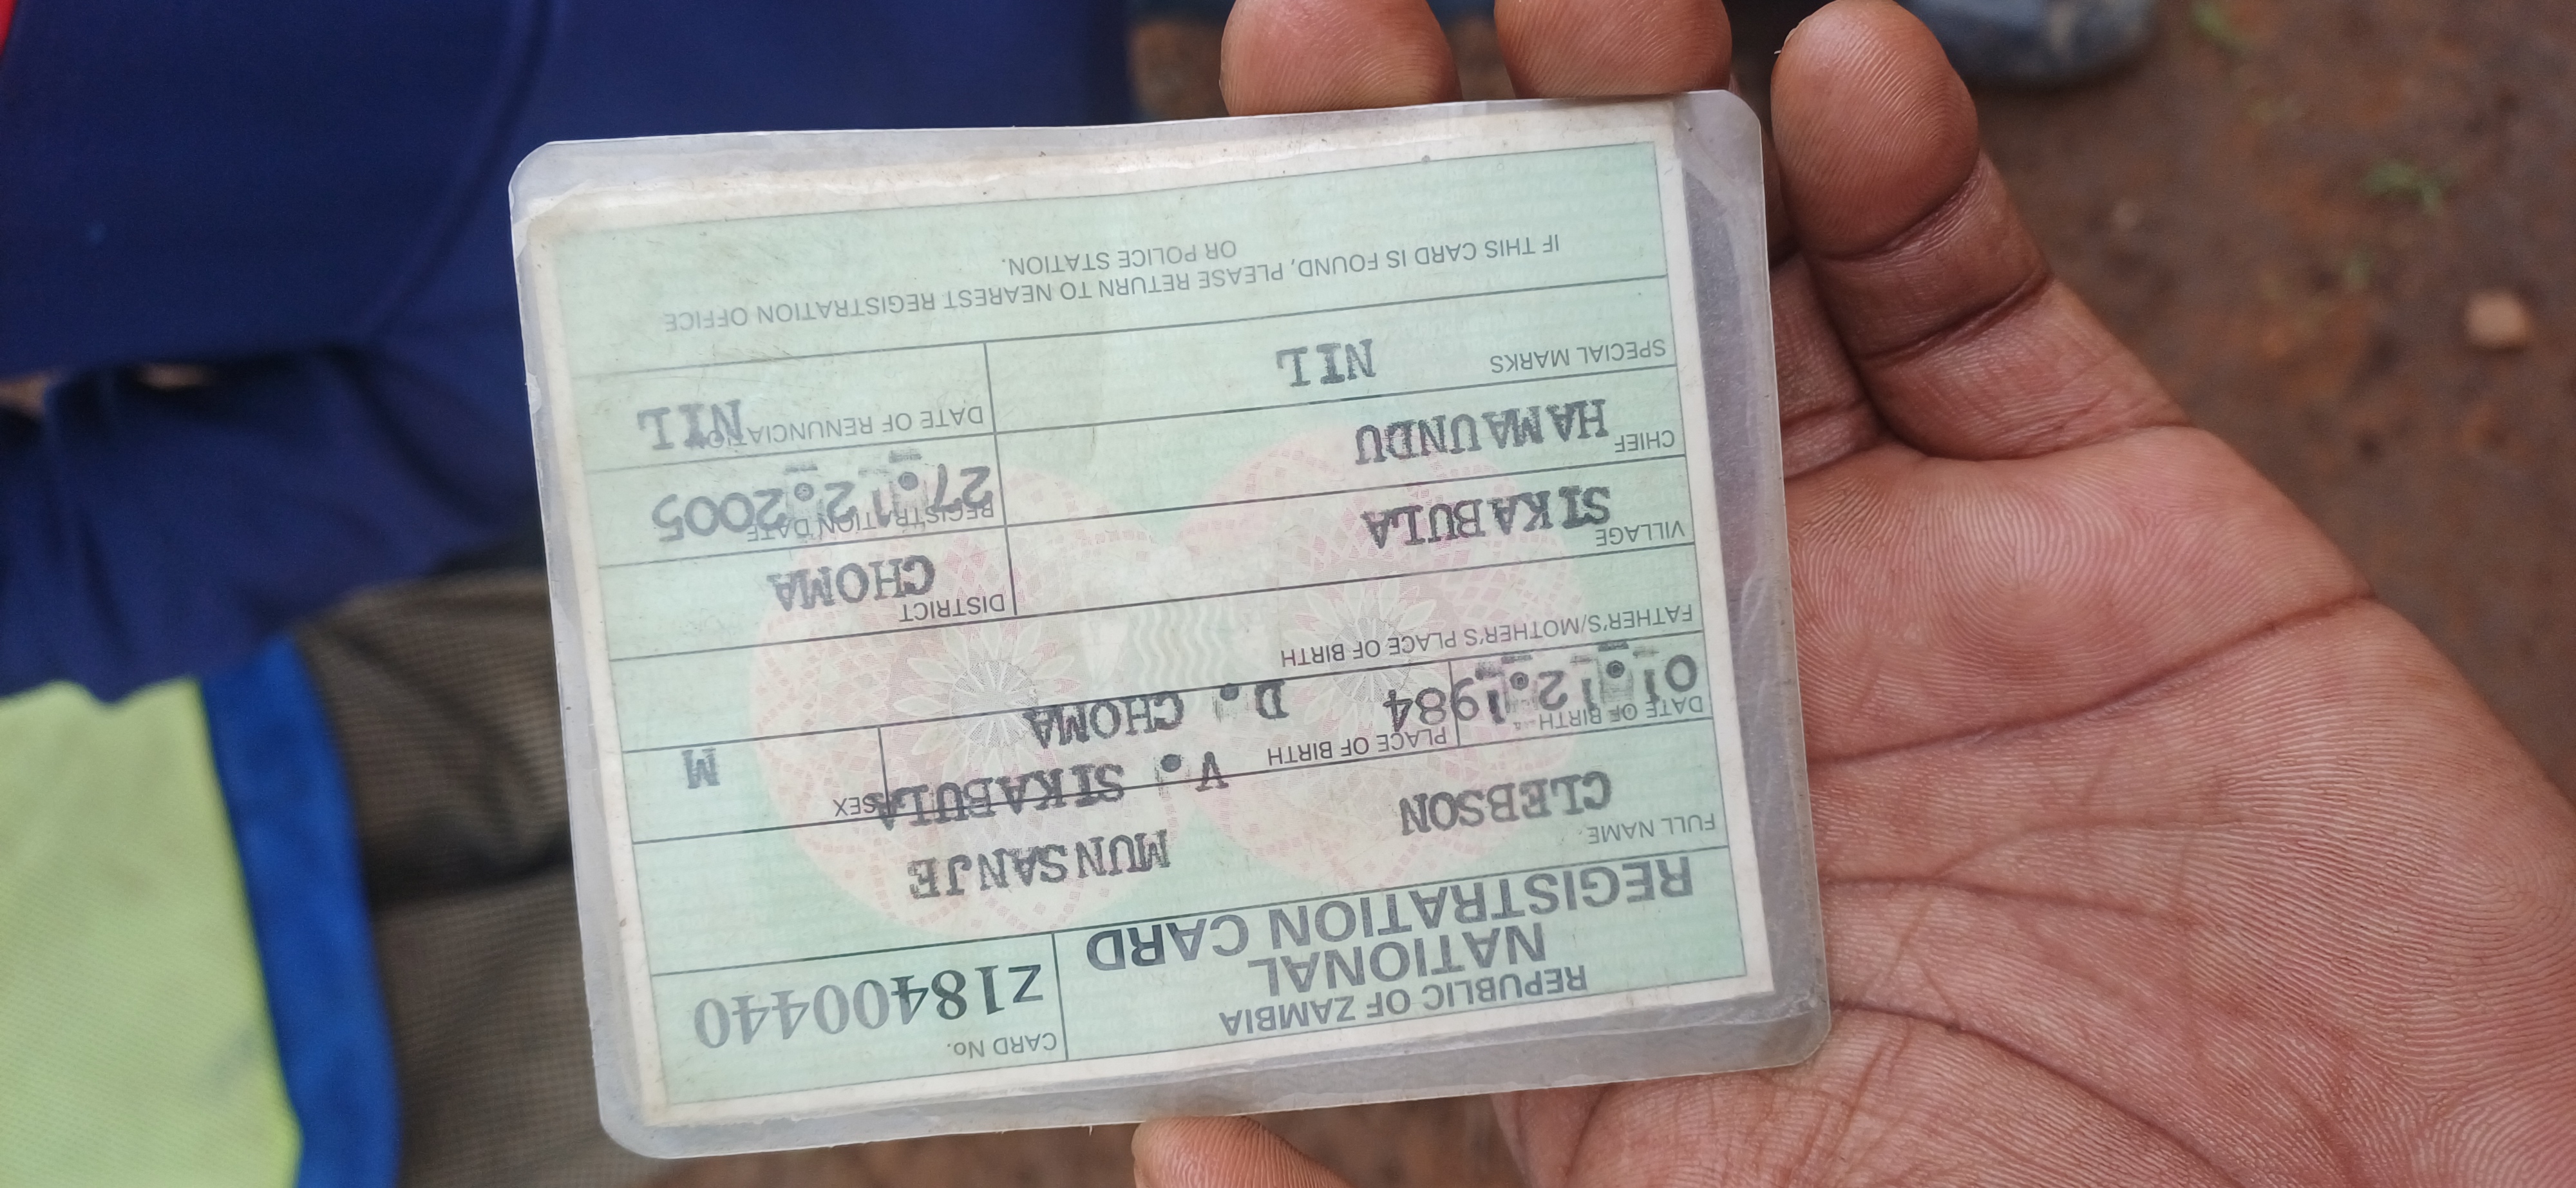 REPUBLIC OF ZAMBIA
NATIONAL
REGISTRATION CARD
CARD No.
Z18400440
FULL NAME
CLEBSON MUNSANJE
DATE OF BIRTH
01.12.1984
PLACE OF BIRTH
V. SIKABULA
D. CHOMA
SEX
M
FATHER'S/MOTHER'S PLACE OF BIRTH
VILLAGE
SIKABULA
DISTRICT
CHOMA
CHIEF
HAMAUNDU
REGISTRATION DATE
27.12.2005
SPECIAL MARKS
NIL
DATE OF RENUNCIATION
NIL
IF THIS CARD IS FOUND, PLEASE RETURN TO NEAREST REGISTRATION OFFICE
OR POLICE STATION.